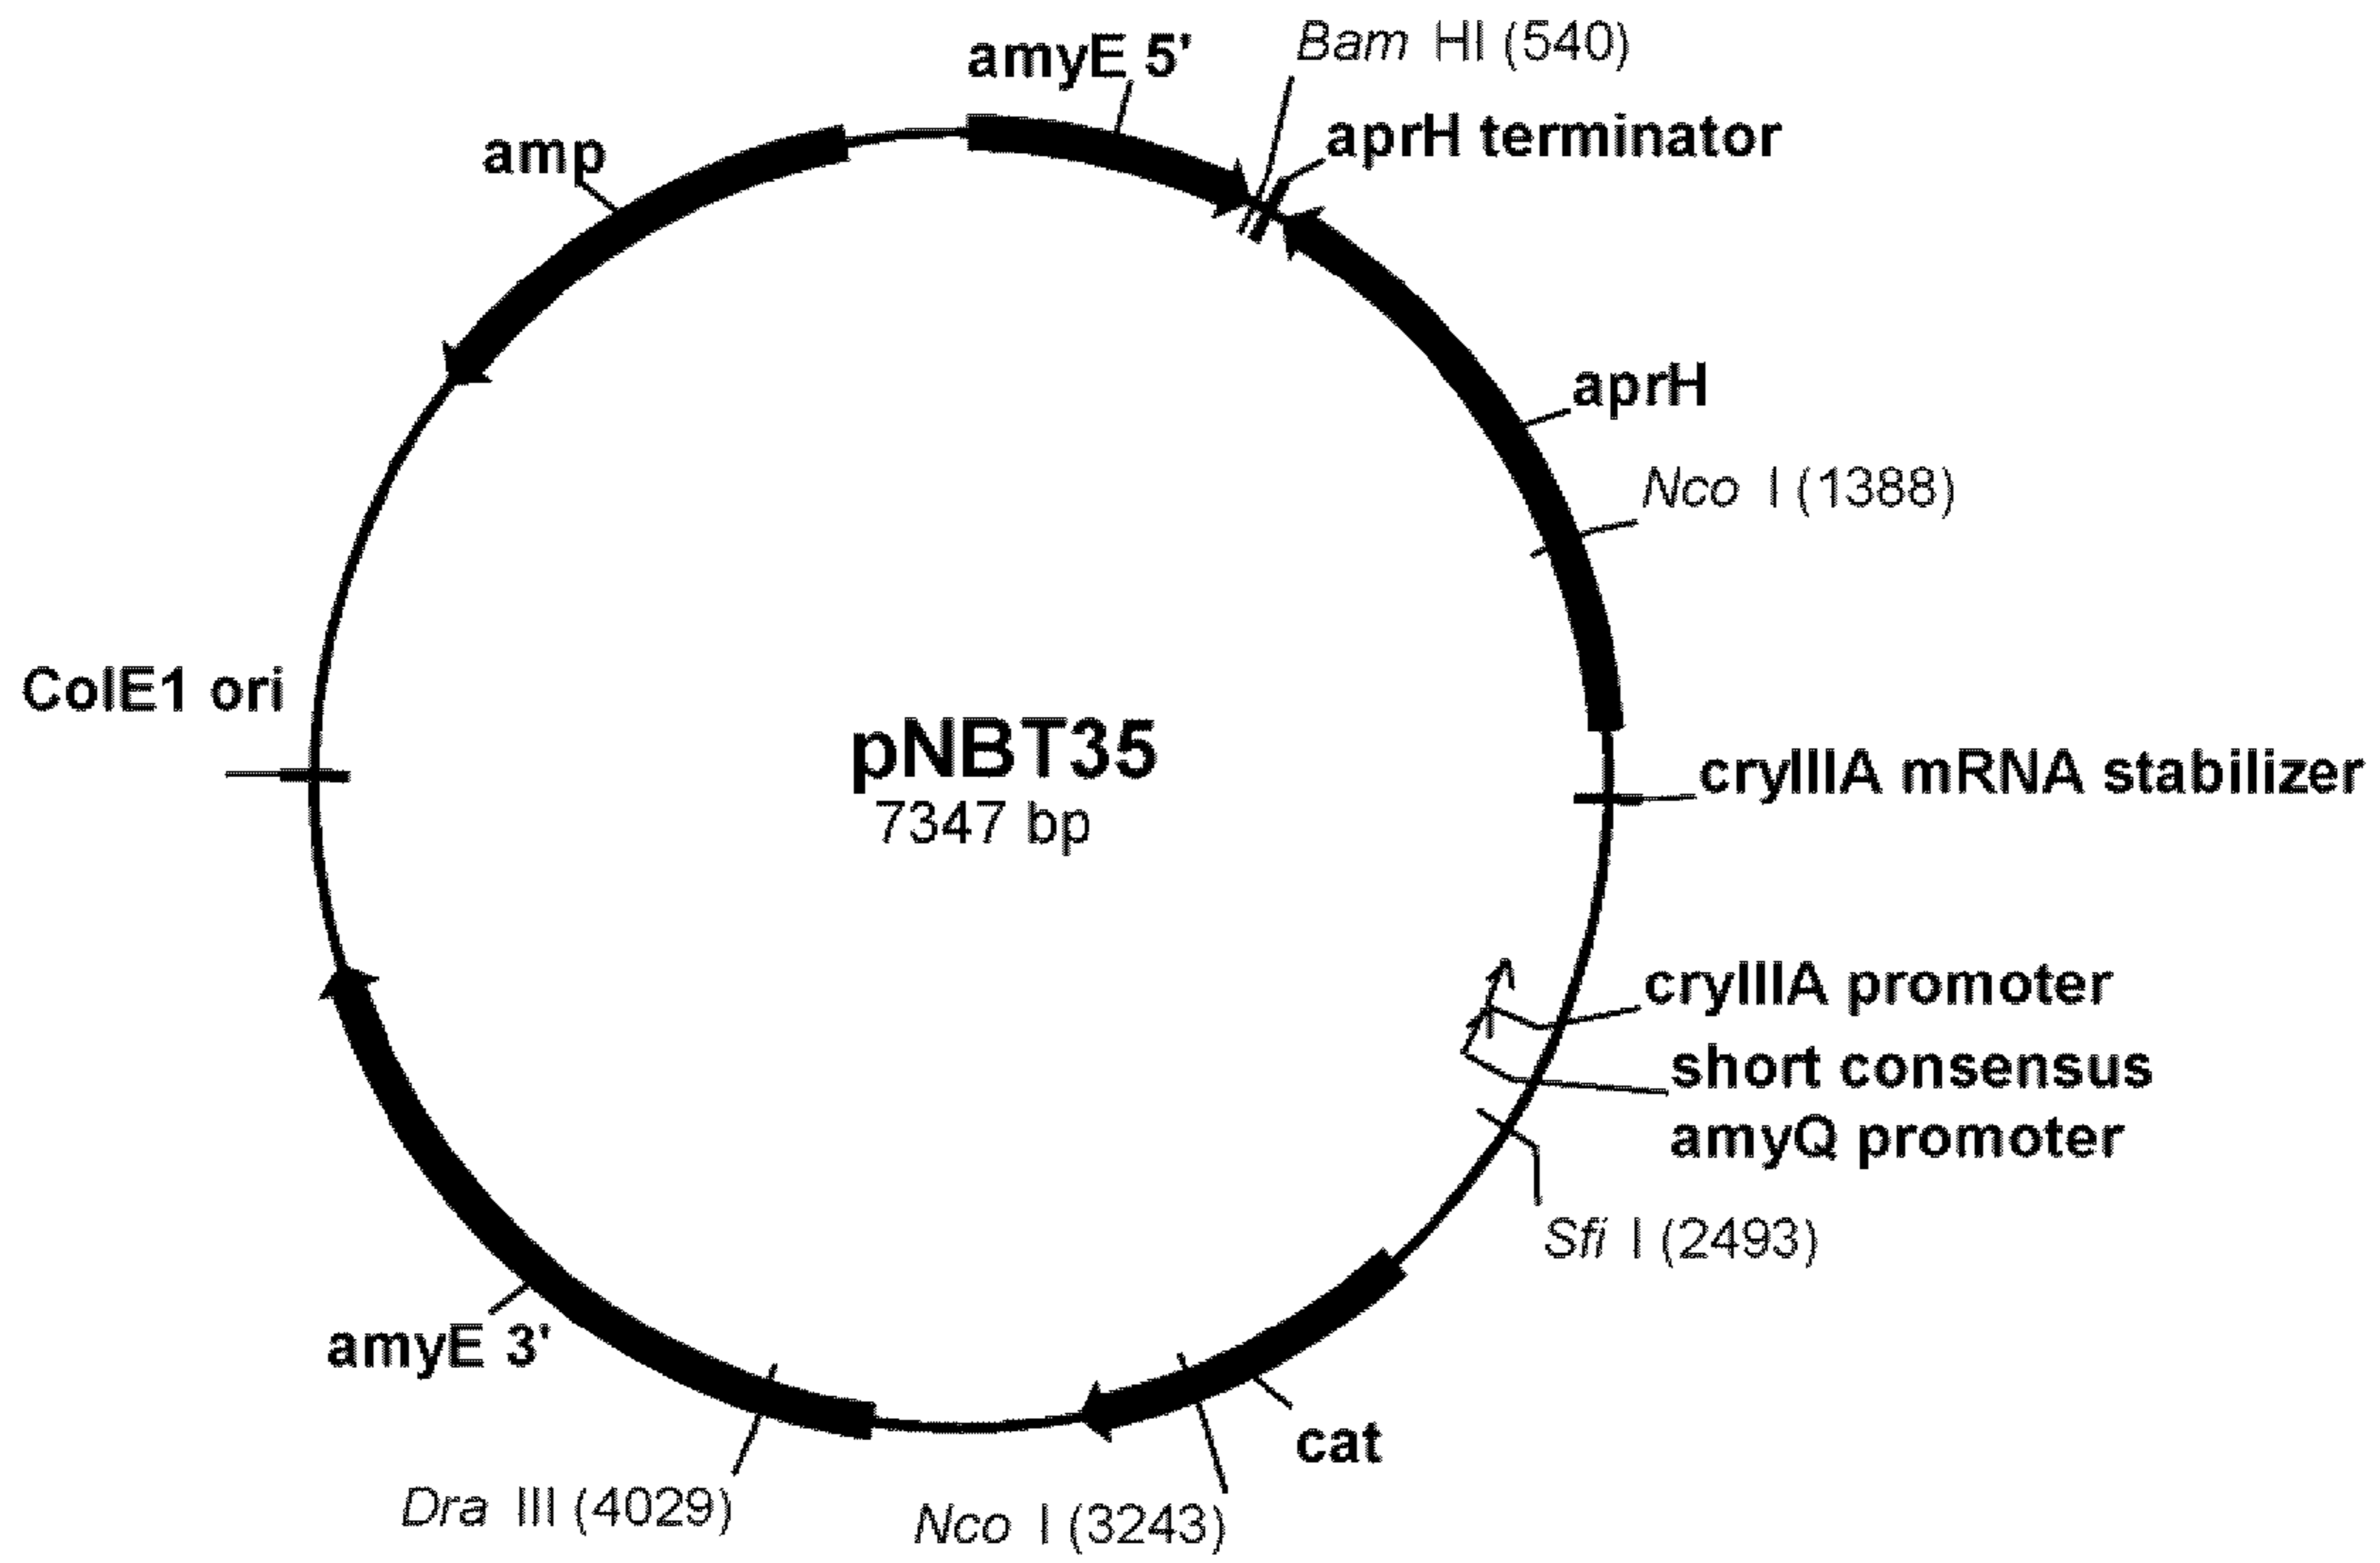 amyE 5'
Bam HI (540)
aprH terminator
amp
aprH
Nco I (1388)
ColE1 ori
pNBT35
7347 bp
cryIIIA mRNA stabilizer
cryIIIA promoter
short consensus
amyQ promoter
Sfi I (2493)
amyE 3'
cat
Dra III (4029)
Nco I (3243)